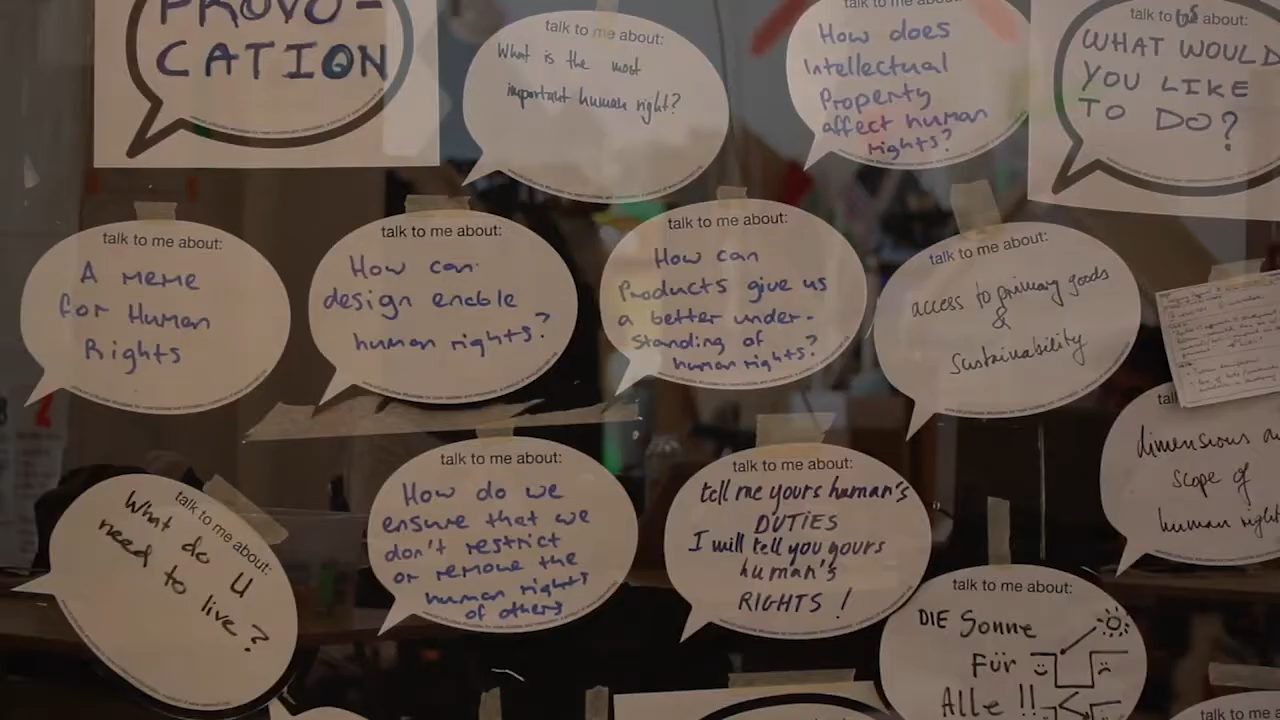 PROVO-
CATION
talk to me about:
What is the most
important human right?
talk to me about:
How does
Intellectual
Property
affect human
rights?
talk to us about:
WHAT WOULD
YOU LIKE
TO DO?
talk to me about:
A MEME
for Human
Rights
talk to me about:
How can
design enable
human rights?
talk to me about:
How can
Products give us
a better under-
standing of
human rights?
talk to me about:
access to primary goods
&
Sustainability
dimensions
scope of
human right
talk to me about:
What do U
need to live?
talk to me about:
How do we
ensure that we
don't restrict
or remove the
human rights
of others
talk to me about:
tell me yours human's
DUTIES
I will tell you yours
human's
RIGHTS !
talk to me about:
DIE Sonne
Für
Alle !!
talk to me